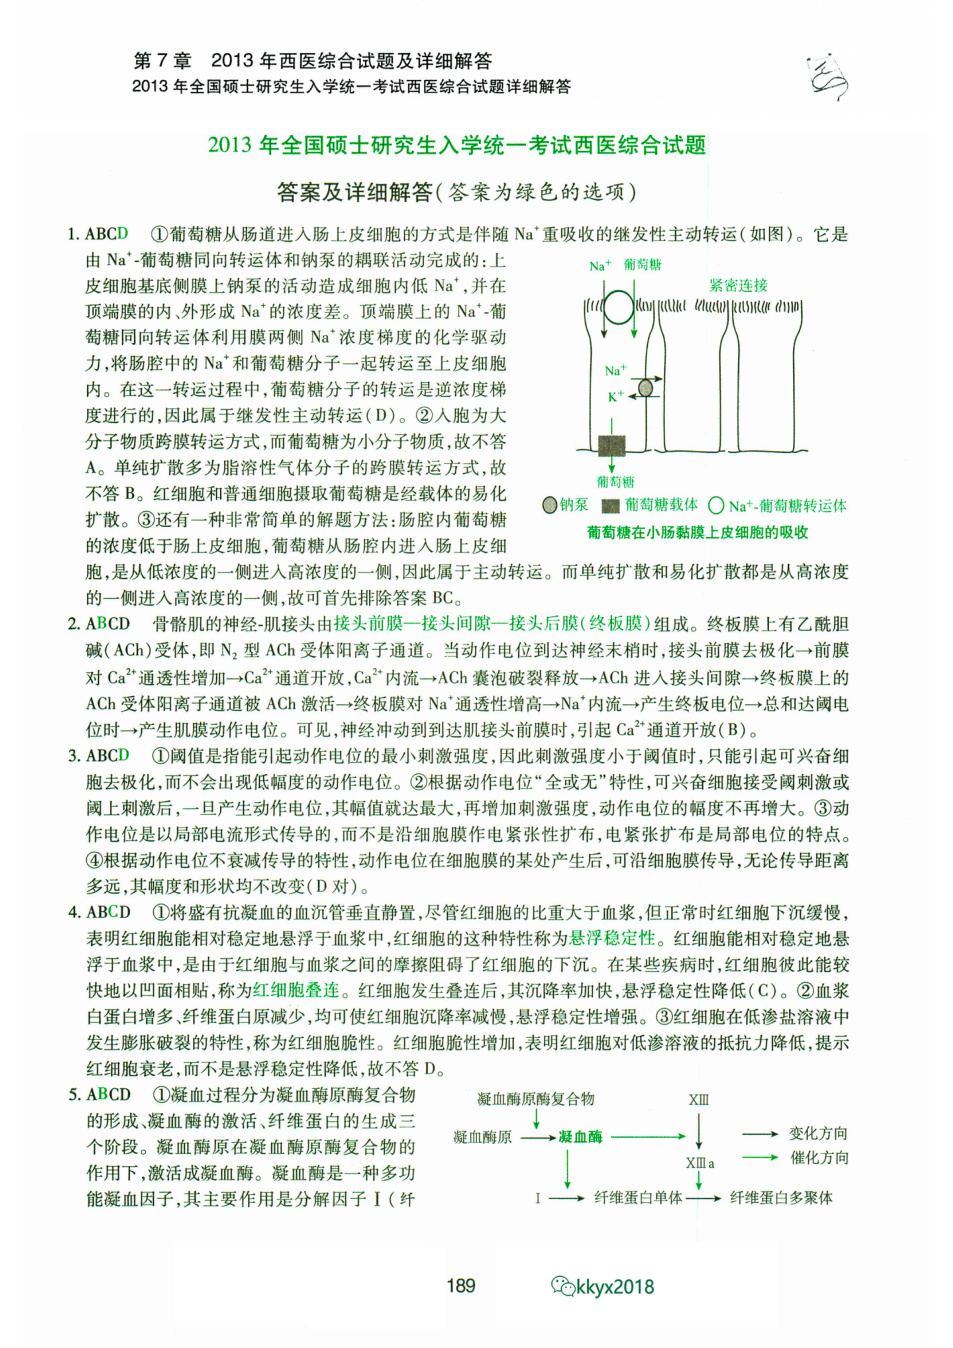 第7章 2013年西医综合试题及详细解答
2013年全国硕士研究生入学统一考试西医综合试题详细解答
2013年全国硕士研究生入学统一考试西医综合试题
答案及详细解答(答案为绿色的选项)
1. ABCD ①葡萄糖从肠道进入肠上皮细胞的方式是伴随Na⁺重吸收的继发性主动转运(如图)。它是
由Na⁺-葡萄糖同向转运体和钠泵的耦联活动完成的:上
皮细胞基底侧膜上钠泵的活动造成细胞内低Na⁺,并在
顶端膜的内、外形成Na⁺的浓度差。顶端膜上的Na⁺-葡
萄糖同向转运体利用膜两侧Na⁺浓度梯度的化学驱动
力,将肠腔中的Na⁺和葡萄糖分子一起转运至上皮细胞
内。在这一转运过程中,葡萄糖分子的转运是逆浓度梯
度进行的,因此属于继发性主动转运(D)。②入胞为大
分子物质跨膜转运方式,而葡萄糖为小分子物质,故不答
A。单纯扩散多为脂溶性气体分子的跨膜转运方式,故
不答B。红细胞和普通细胞摄取葡萄糖是经载体的易化
扩散。③还有一种非常简单的解题方法:肠腔内葡萄糖
的浓度低于肠上皮细胞,葡萄糖从肠腔内进入肠上皮细
胞,是从低浓度的一侧进入高浓度的一侧,因此属于主动转运。而单纯扩散和易化扩散都是从高浓度
的一侧进入高浓度的一侧,故可首先排除答案BC。
Na⁺ 葡萄糖
紧密连接
Na⁺
K⁺
葡萄糖
钠泵 葡萄糖载体 Na⁺-葡萄糖转运体
葡萄糖在小肠黏膜上皮细胞的吸收
2. ABCD 骨骼肌的神经-肌接头由接头前膜—接头间隙—接头后膜(终板膜)组成。终板膜上有乙酰胆
碱(ACh)受体,即N₂型ACh受体阳离子通道。当动作电位到达神经末梢时,接头前膜去极化→前膜
对Ca²⁺通透性增加→Ca²⁺通道开放,Ca²⁺内流→ACh囊泡破裂释放→ACh进入接头间隙→终板膜上的
ACh受体阳离子通道被ACh激活→终板膜对Na⁺通透性增高→Na⁺内流→产生终板电位→总和达阈电
位时→产生肌膜动作电位。可见,神经冲动到到达肌接头前膜时,引起Ca²⁺通道开放(B)。
3. ABCD ①阈值是指能引起动作电位的最小刺激强度,因此刺激强度小于阈值时,只能引起可兴奋细
胞去极化,而不会出现低幅度的动作电位。②根据动作电位“全或无”特性,可兴奋细胞接受阈刺激或
阈上刺激后,一旦产生动作电位,其幅值就达最大,再增加刺激强度,动作电位的幅度不再增大。③动
作电位是以局部电流形式传导的,而不是沿细胞膜作电紧张性扩布,电紧张扩布是局部电位的特点。
④根据动作电位不衰减传导的特性,动作电位在细胞膜的某处产生后,可沿细胞膜传导,无论传导距离
多远,其幅度和形状均不改变(D对)。
4. ABCD ①将盛有抗凝血的血沉管垂直静置,尽管红细胞的比重大于血浆,但正常时红细胞下沉缓慢,
表明红细胞能相对稳定地悬浮于血浆中,红细胞的这种特性称为悬浮稳定性。红细胞能相对稳定地悬
浮于血浆中,是由于红细胞与血浆之间的摩擦阻碍了红细胞的下沉。在某些疾病时,红细胞彼此能较
快地以凹面相贴,称为红细胞叠连。红细胞发生叠连后,其沉降率加快,悬浮稳定性降低(C)。②血浆
白蛋白增多、纤维蛋白原减少,均可使红细胞沉降率减慢,悬浮稳定性增强。③红细胞在低渗盐溶液中
发生膨胀破裂的特性,称为红细胞脆性。红细胞脆性增加,表明红细胞对低渗溶液的抵抗力降低,提示
红细胞衰老,而不是悬浮稳定性降低,故不答D。
5. ABCD ①凝血过程分为凝血酶原酶复合物
的形成、凝血酶的激活、纤维蛋白的生成三
个阶段。凝血酶原在凝血酶原酶复合物的
作用下,激活成凝血酶。凝血酶是一种多功
能凝血因子,其主要作用是分解因子Ⅰ(纤
凝血酶原酶复合物 ⅩⅢ
凝血酶原→凝血酶 → 变化方向
ⅩⅢa → 催化方向
Ⅰ→纤维蛋白单体→纤维蛋白多聚体
189 kkyx2018